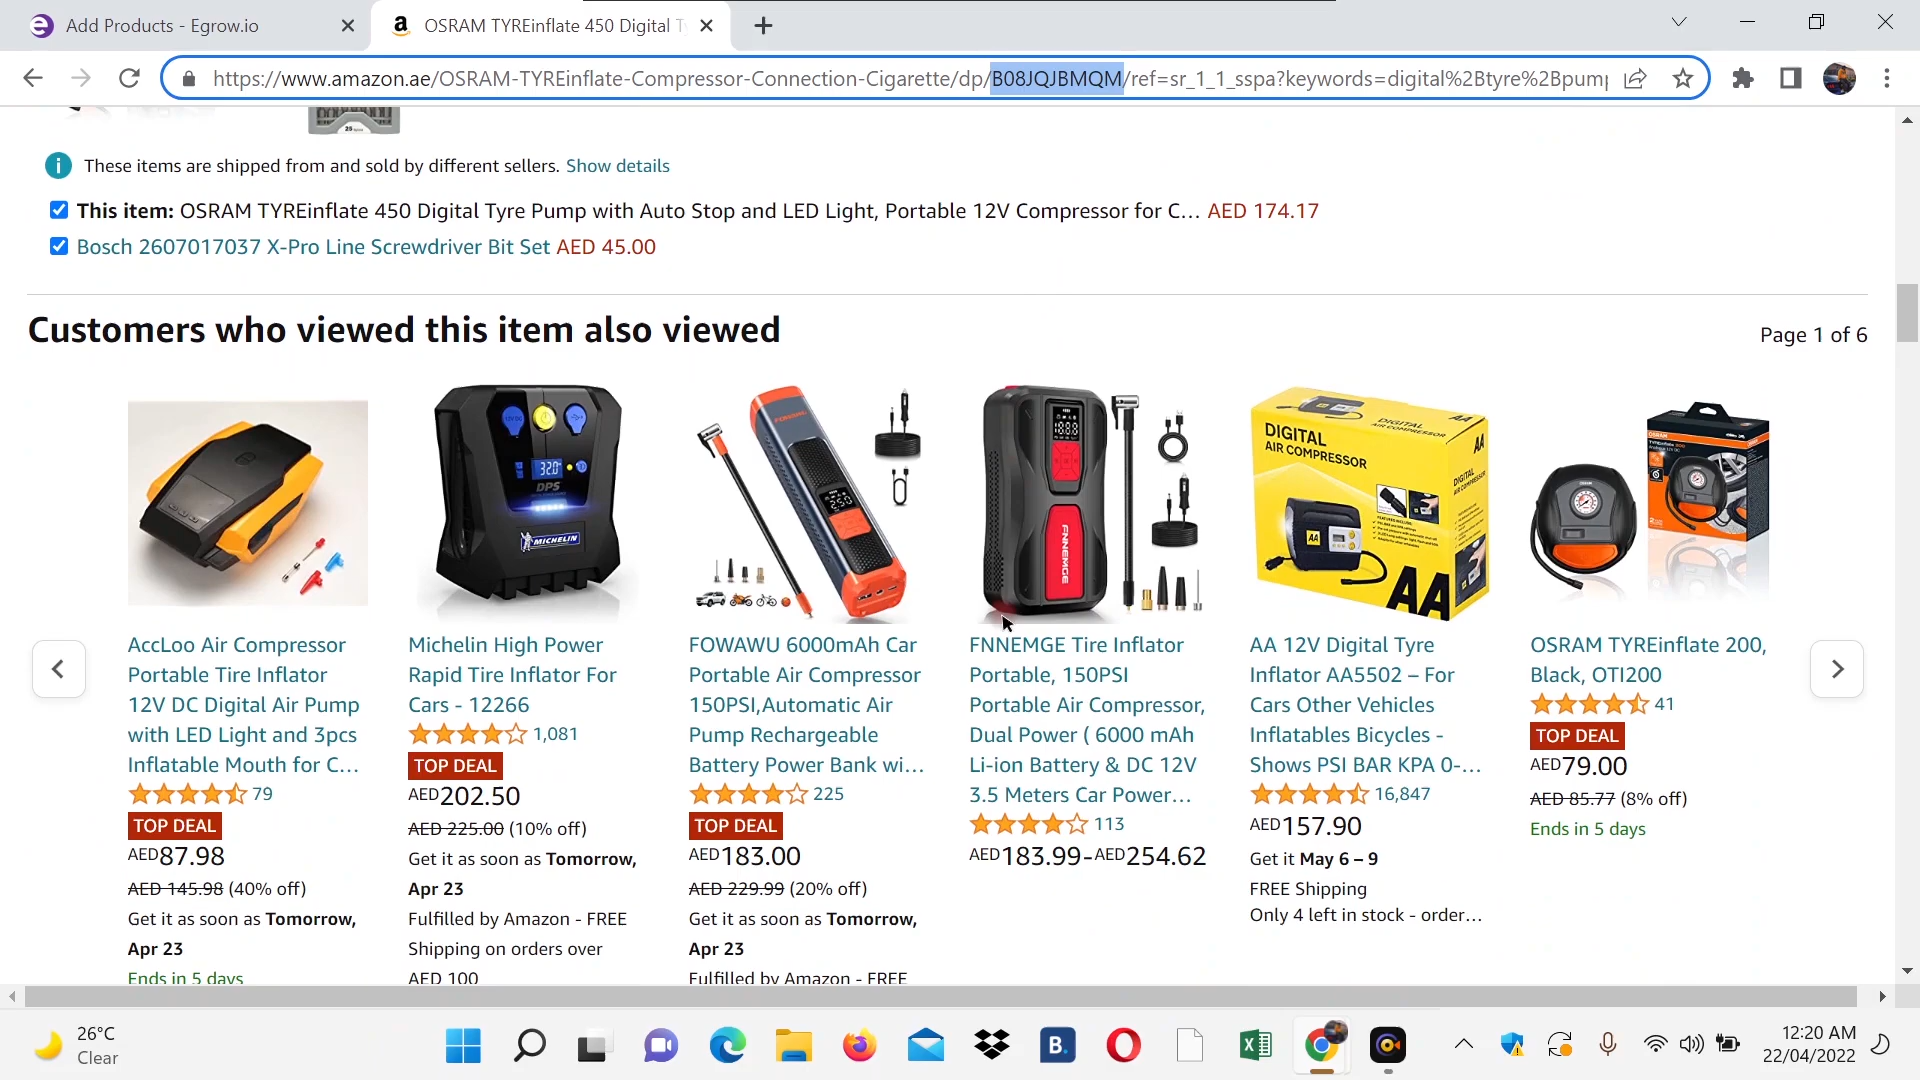 Add Products - Egrow.io
OSRAM TYREinflate 450 Digital T
https://www.amazon.ae/OSRAM-TYREinflate-Compressor-Connection-Cigarette/dp/B08JQJBMQM/ref=sr_1_1_sspa?keywords=digital%2Btyre%2Bpump
These items are shipped from and sold by different sellers. Show details
This item: OSRAM TYREinflate 450 Digital Tyre Pump with Auto Stop and LED Light, Portable 12V Compressor for C... AED 174.17
Bosch 2607017037 X-Pro Line Screwdriver Bit Set AED 45.00
Customers who viewed this item also viewed
Page 1 of 6
32.0
DPS
MICHELIN
FNNEMGE
DIGITAL
AIR COMPRESSOR
AA
AccLoo Air Compressor
Portable Tire Inflator
12V DC Digital Air Pump
with LED Light and 3pcs
Inflatable Mouth for C...
79
TOP DEAL
AED87.98
AED 145.98 (40% off)
Get it as soon as Tomorrow,
Apr 23
Ends in 5 days
Michelin High Power
Rapid Tire Inflator For
Cars - 12266
1,081
TOP DEAL
AED202.50
AED 225.00 (10% off)
Get it as soon as Tomorrow,
Apr 23
Fulfilled by Amazon - FREE
Shipping on orders over
AED 100
FOWAWU 6000mAh Car
Portable Air Compressor
150PSI,Automatic Air
Pump Rechargeable
Battery Power Bank wi...
225
TOP DEAL
AED183.00
AED 229.99 (20% off)
Get it as soon as Tomorrow,
Apr 23
Fulfilled by Amazon - FREE
FNNEMGE Tire Inflator
Portable, 150PSI
Portable Air Compressor,
Dual Power ( 6000 mAh
Li-ion Battery & DC 12V
3.5 Meters Car Power...
113
AED183.99-AED254.62
AA 12V Digital Tyre
Inflator AA5502 – For
Cars Other Vehicles
Inflatables Bicycles -
Shows PSI BAR KPA 0-...
16,847
AED157.90
Get it May 6 – 9
FREE Shipping
Only 4 left in stock - order...
OSRAM TYREinflate 200,
Black, OTI200
41
TOP DEAL
AED79.00
AED 85.77 (8% off)
Ends in 5 days
26°C
Clear
12:20 AM
22/04/2022